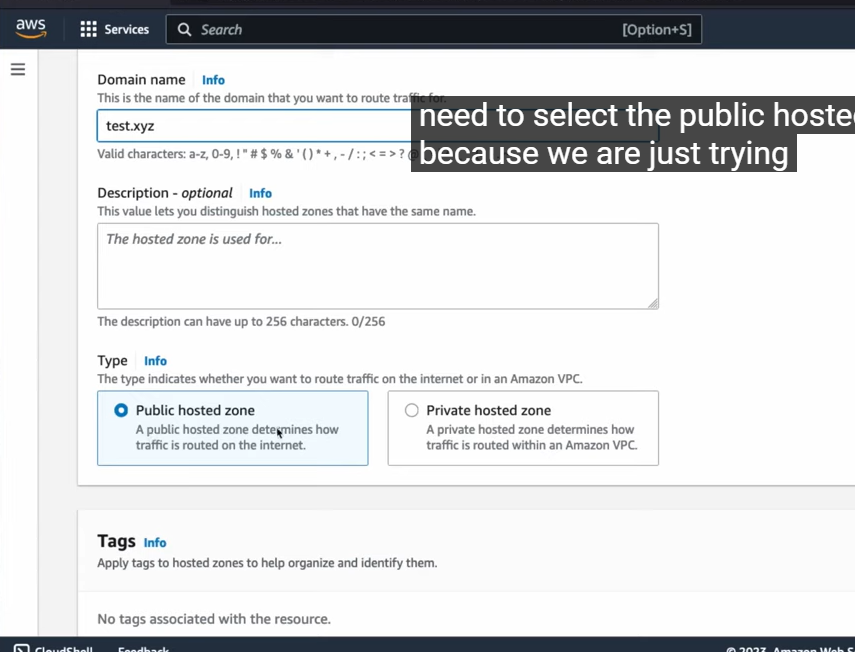 aws
Services
Search
[Option+S]
Domain name Info
This is the name of the domain that you want to route traffic for.
need to select the public hoste
test.xyz
because we are just trying
Valid characters: a-z, 0-9, ! " # $ % & ' ( ) * + , - / : ; < = > ?
Description - optional Info
This value lets you distinguish hosted zones that have the same name.
The hosted zone is used for...
The description can have up to 256 characters. 0/256
Type Info
The type indicates whether you want to route traffic on the internet or in an Amazon VPC.
Public hosted zone
A public hosted zone determines how
traffic is routed on the internet.
Private hosted zone
A private hosted zone determines how
traffic is routed within an Amazon VPC.
Tags Info
Apply tags to hosted zones to help organize and identify them.
No tags associated with the resource.
CloudShell Feedback
© 2023, Amazon Web S